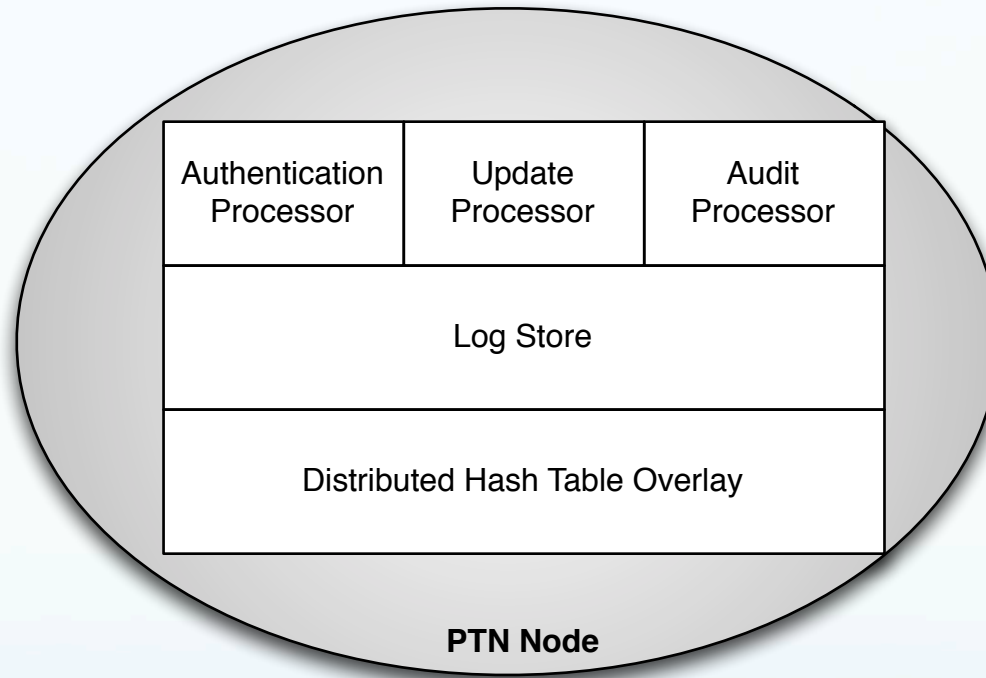 Authentication
Processor
Update
Processor
Audit
Processor
Log Store
Distributed Hash Table Overlay
PTN Node